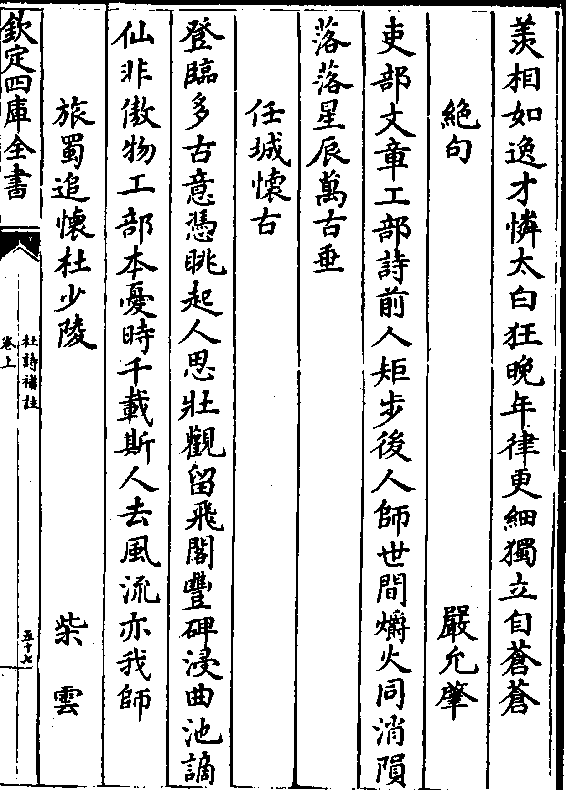 羨相如逸才憐太白狂晚年律更細獨立自蒼蒼
絶句 嚴允肇
吏部文章工部詩前人矩步後人師世間爝火同消隕
落落星辰萬古垂
任城懷古
登臨多古意憑眺起人思壯觀留飛閣豐碑浸曲池謫
仙非傲物工部本憂時千載斯人去風流亦我師
旅蜀追懷杜少陵 柴雲
欽定四庫全書
卷上
杜詩補註
五十七